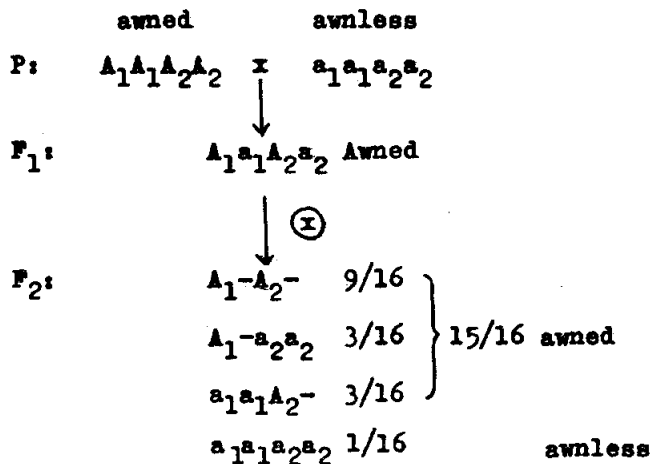 awned awnless
P: A₁A₁A₂A₂ x a₁a₁a₂a₂
F₁: A₁a₁A₂a₂ Awned
x
F₂: A₁-A₂- 9/16
A₁-a₂a₂ 3/16 15/16 awned
a₁a₁A₂- 3/16
a₁a₁a₂a₂ 1/16 awnless